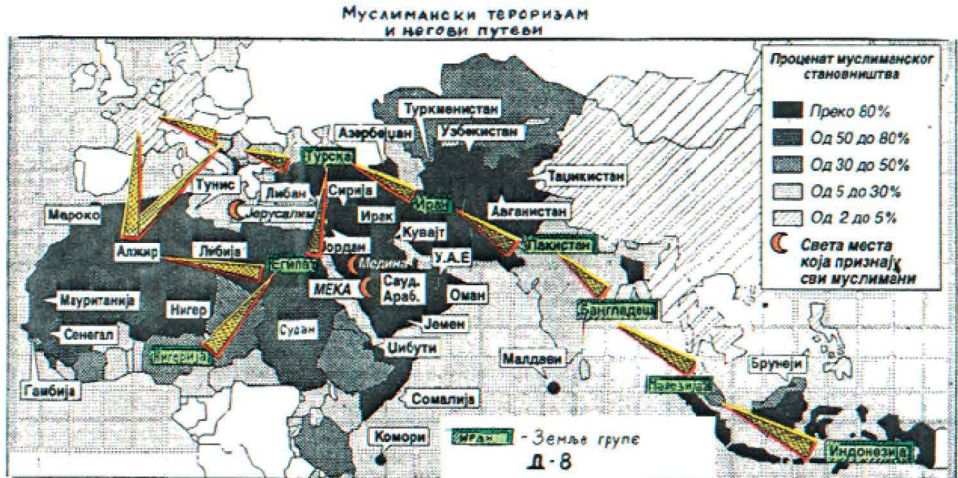 Муслимански тероризам
и његови путеви
Проценат муслиманског
становништва
Преко 80%
Од 50 до 80%
Од 30 до 50%
Од 5 до 30%
Од 2 до 5%
Света места
која признају
сви муслимани
Туркменистан
Узбекистан
Азербеџан
Турска
Таџикистан
Тунис
Либан
Сирија
Јерусалим
Иран
Мароко
Ирак
Авганистан
Кувајт
Алжир
Либија
Јордан
Пакистан
Египат
Медина
У.А.Е
МЕКА
Сауд.
Араб.
Оман
Мауританија
Нигер
Бангладеш
Сенегал
Судан
Јемен
Нигерија
Џибути
Малдави
Брунеји
Гамбија
Малезија
Сомалија
Комори
Иран - Земље групе
Д-8
Индонезија